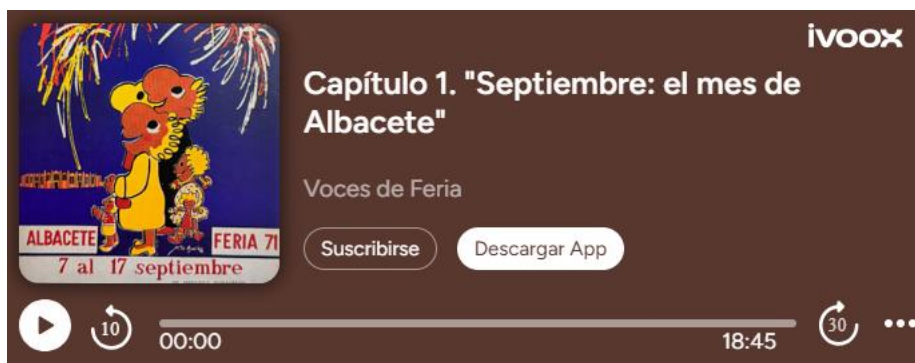 ivoox
Capítulo 1. "Septiembre: el mes de
Albacete"
Voces de Feria
Suscribirse
Descargar App
ALBACETE
FERIA 71
7 al 17 septiembre
10
00:00
18:45
30